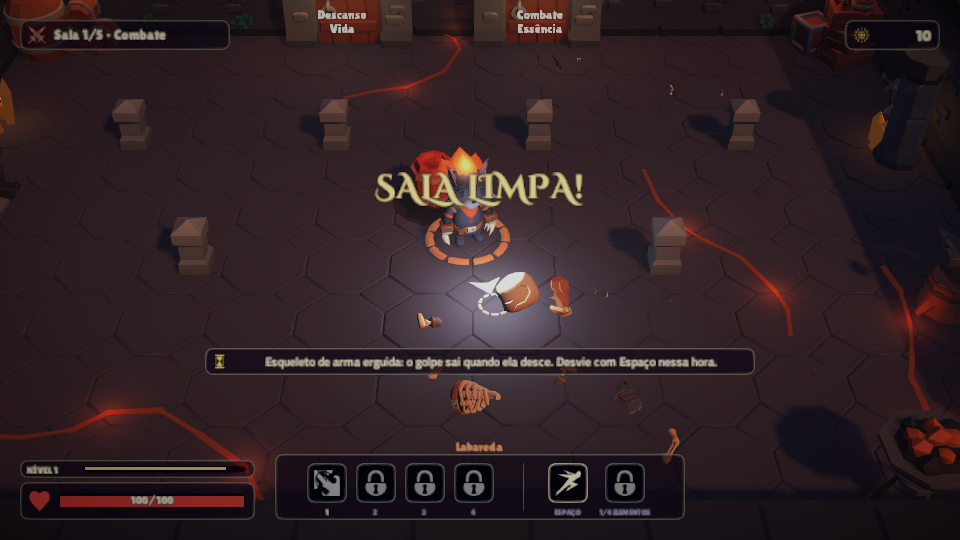 Descanso
Vida
Combate
Essência
Sala 1/5 - Combate
10
SALA LIMPA!
Esqueleto de arma erguida: o golpe sai quando ela desce. Desvie com Espaço nessa hora.
Labareda
NÍVEL 1
100/100
1
2
3
4
ESPAÇO
1/4 ELEMENTOS